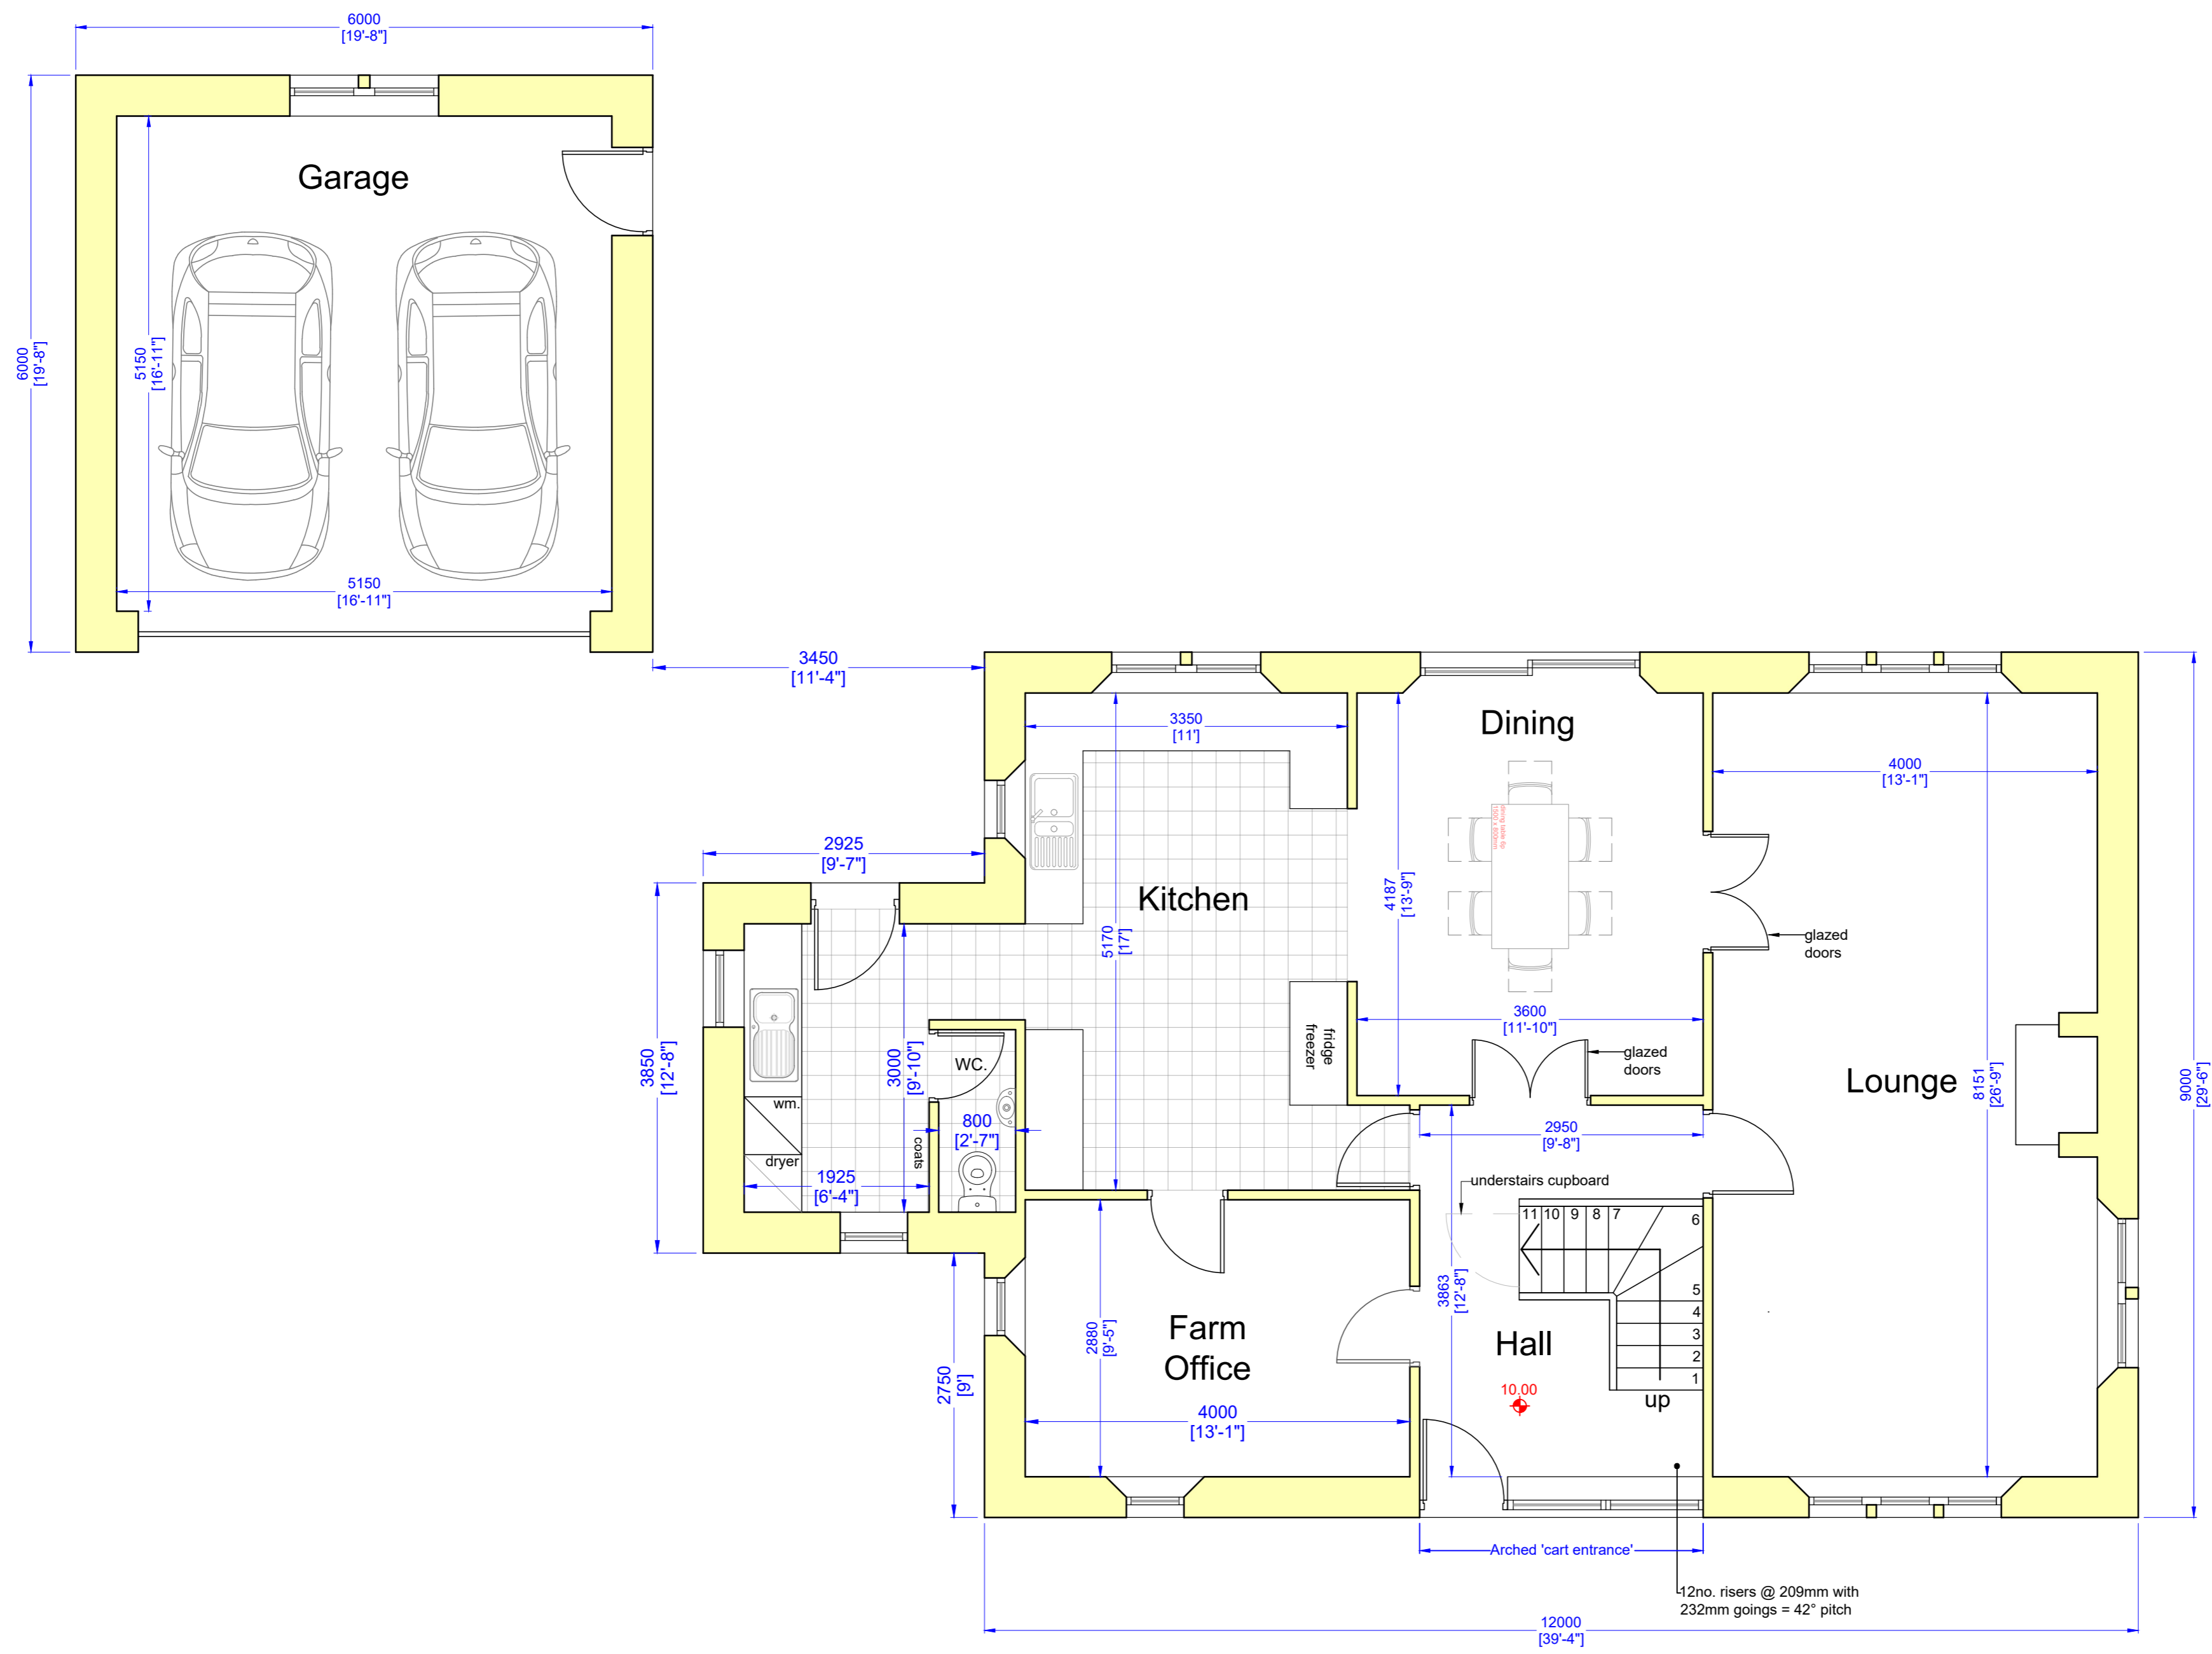 6000
[19'-8"]
Garage
6000
[19'-8"]
5150
[16'-11"]
5150
[16'-11"]
3450
[11'-4"]
3350
[11']
Dining
4000
[13'-1"]
dining table 6p
1500 x 800mm
2925
[9'-7"]
Kitchen
4187
[13'-9"]
5170
[17']
glazed
doors
3600
[11'-10"]
fridge
freezer
glazed
doors
3850
[12'-8"]
3000
[9'-10"]
WC.
Lounge
8151
[26'-9"]
9000
[29'-6"]
wm.
800
[2'-7"]
2950
[9'-8"]
coats
dryer
1925
[6'-4"]
understairs cupboard
11 10 9 8 7
6
5
4
3
2
1
3863
[12'-8"]
2880
[9'-5"]
Farm
Office
Hall
2750
[9']
10.00
up
4000
[13'-1"]
Arched 'cart entrance'
12no. risers @ 209mm with
232mm goings = 42° pitch
12000
[39'-4"]